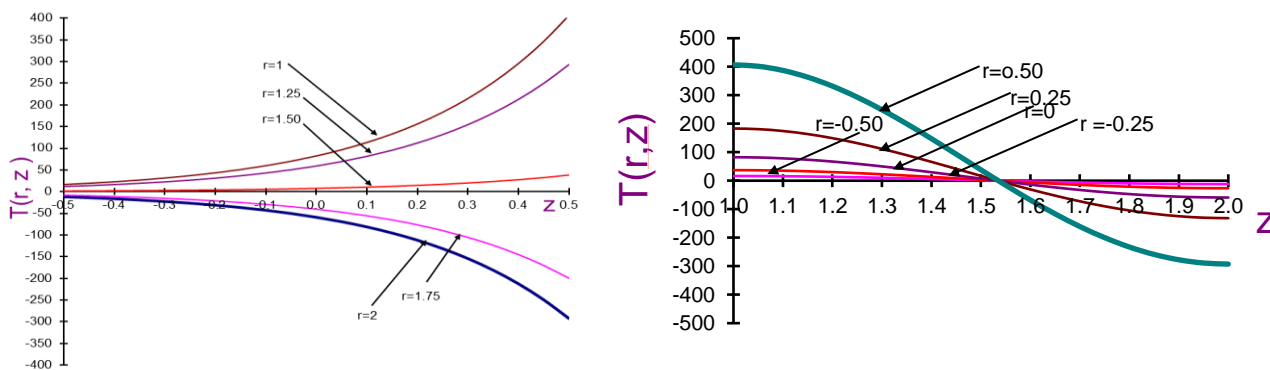 400
350
300
250
200
150
100
50
0
-50
-100
-150
-200
-250
-300
-350
-400
T(r, z)
-0.5 -0.4 -0.3 -0.2 -0.1 0.0 0.1 0.2 0.3 0.4 0.5
z
r=1
r=1.25
r=1.50
r=1.75
r=2
500
400
300
200
100
0
-100
-200
-300
-400
-500
T(r,z)
1.0 1.1 1.2 1.3 1.4 1.5 1.6 1.7 1.8 1.9 2.0
z
r=o.50
r=0.25
r=0
r=-0.50
r =-0.25